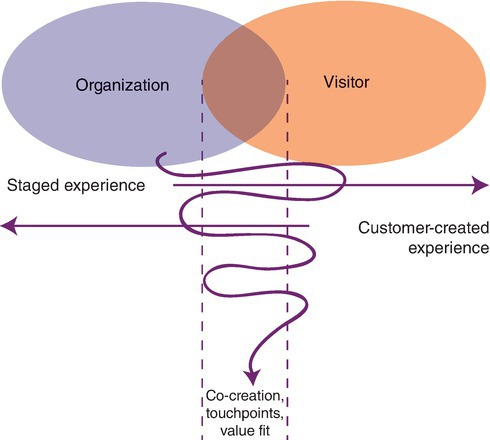 Organization
Visitor
Staged experience
Customer-created
experience
Co-creation,
touchpoints,
value fit